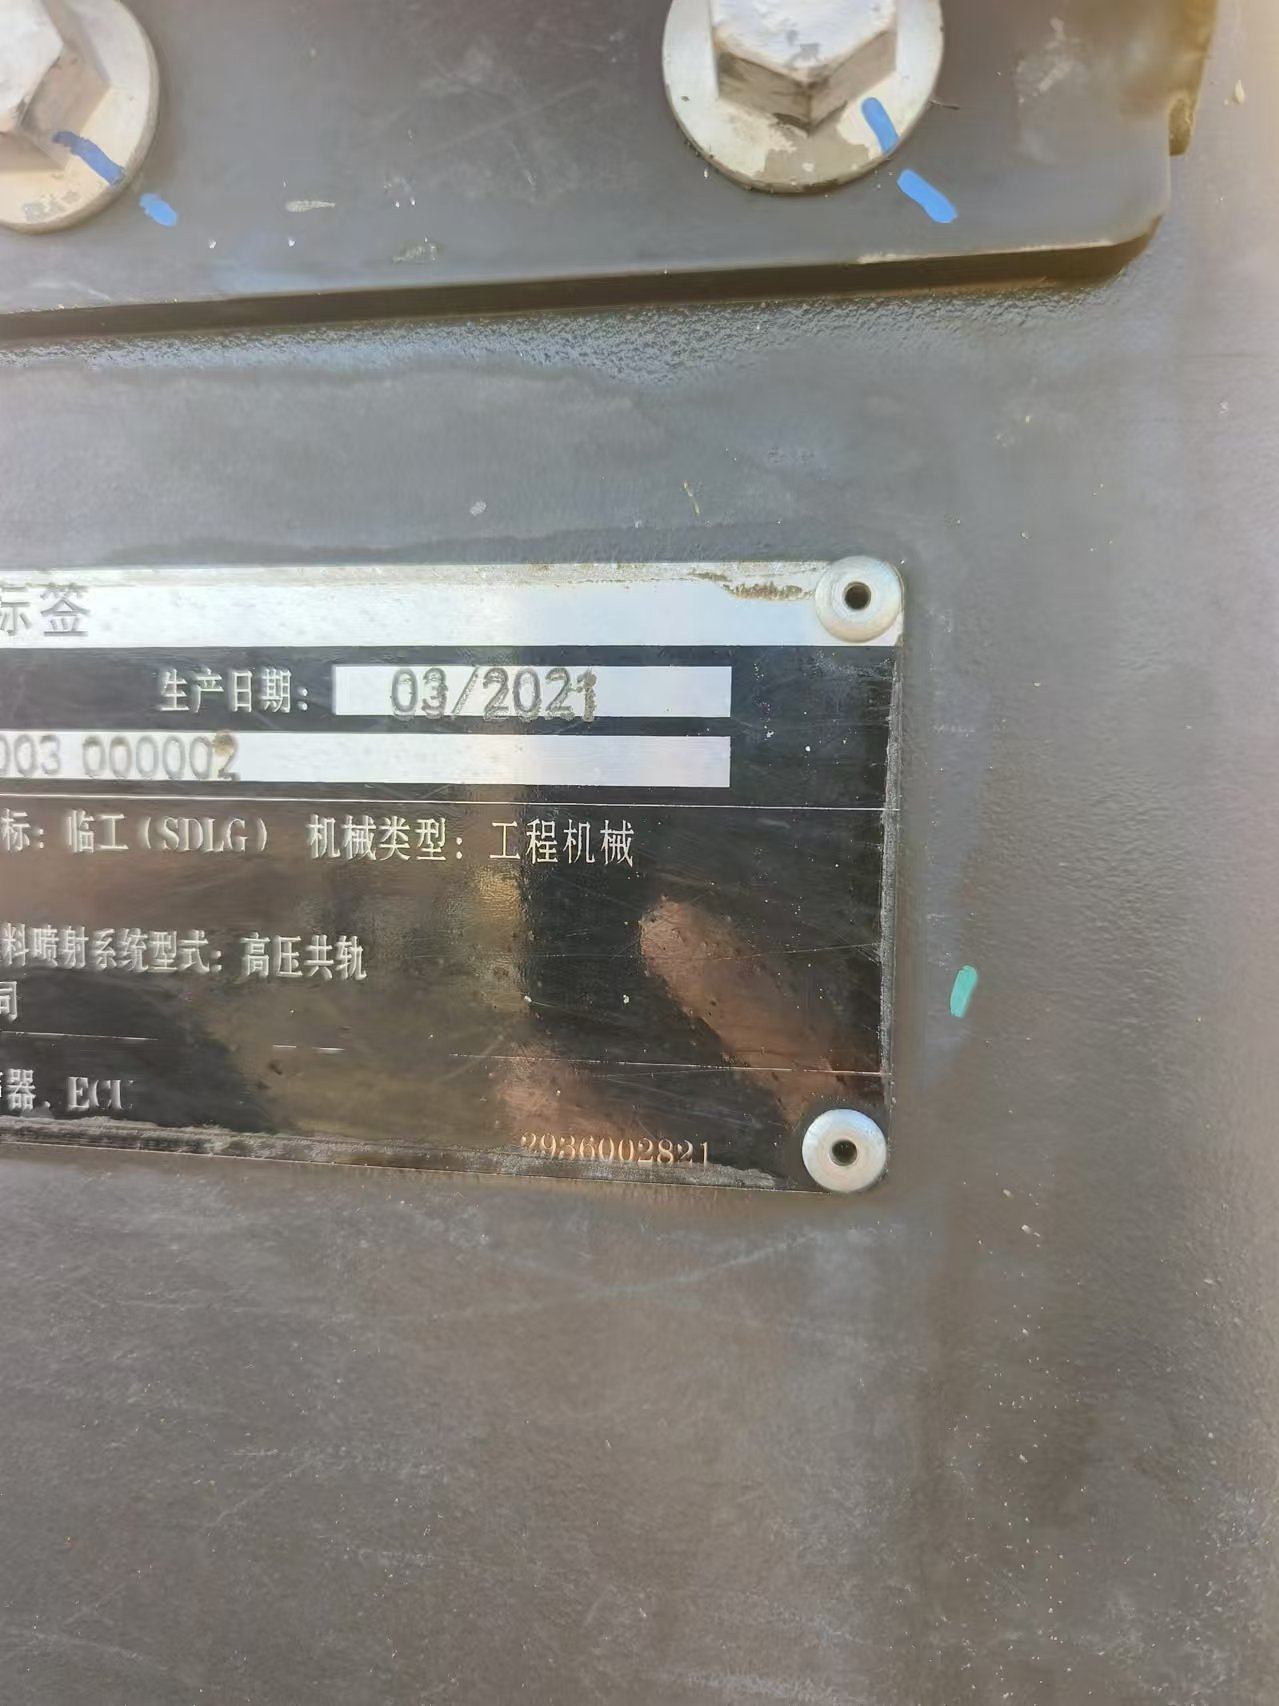 标签
生产日期: 03/2021
003 000002
标: 临工(SDLG) 机械类型: 工程机械
料喷射系统型式: 高压共轨
司
器、ECU
2936002821